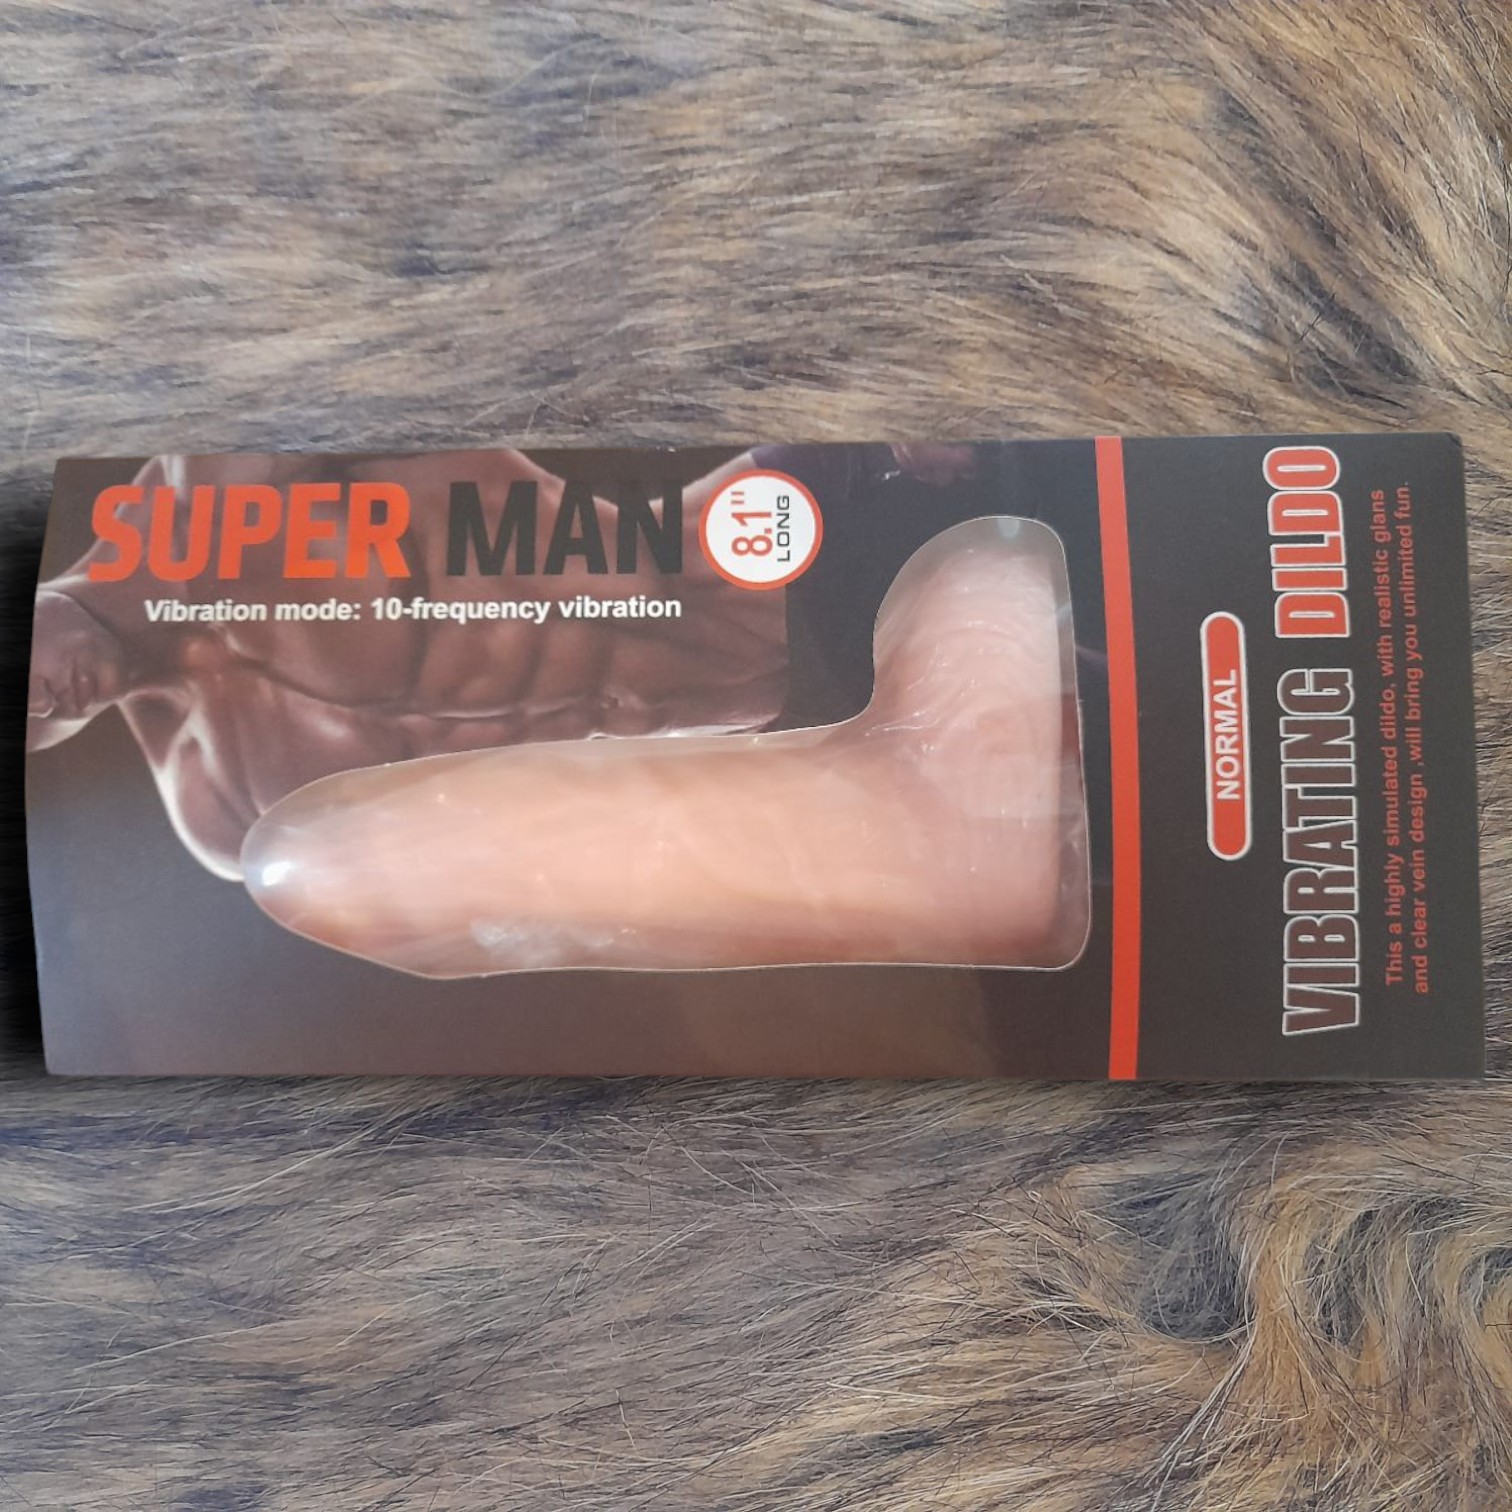 SUPER MAN
Vibration mode: 10-frequency vibration
8.1"
LONG
NORMAL
VIBRATING DILDO
This a highly simulated dildo, with realistic glans
and clear vein design ,will bring you unlimited fun.